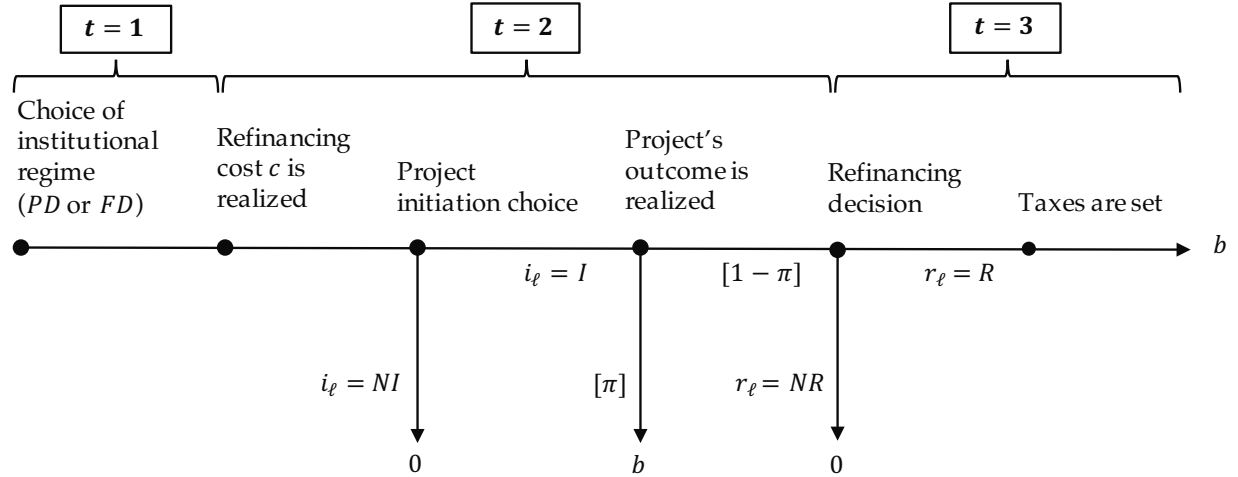 t = 1
t = 2
t = 3
Choice of
institutional
regime
(PD or FD)
Refinancing
cost c is
realized
Project
initiation choice
Project's
outcome is
realized
Refinancing
decision
Taxes are set
b
i_ℓ = I
[1 − π]
r_ℓ = R
i_ℓ = NI
[π]
r_ℓ = NR
0
b
0